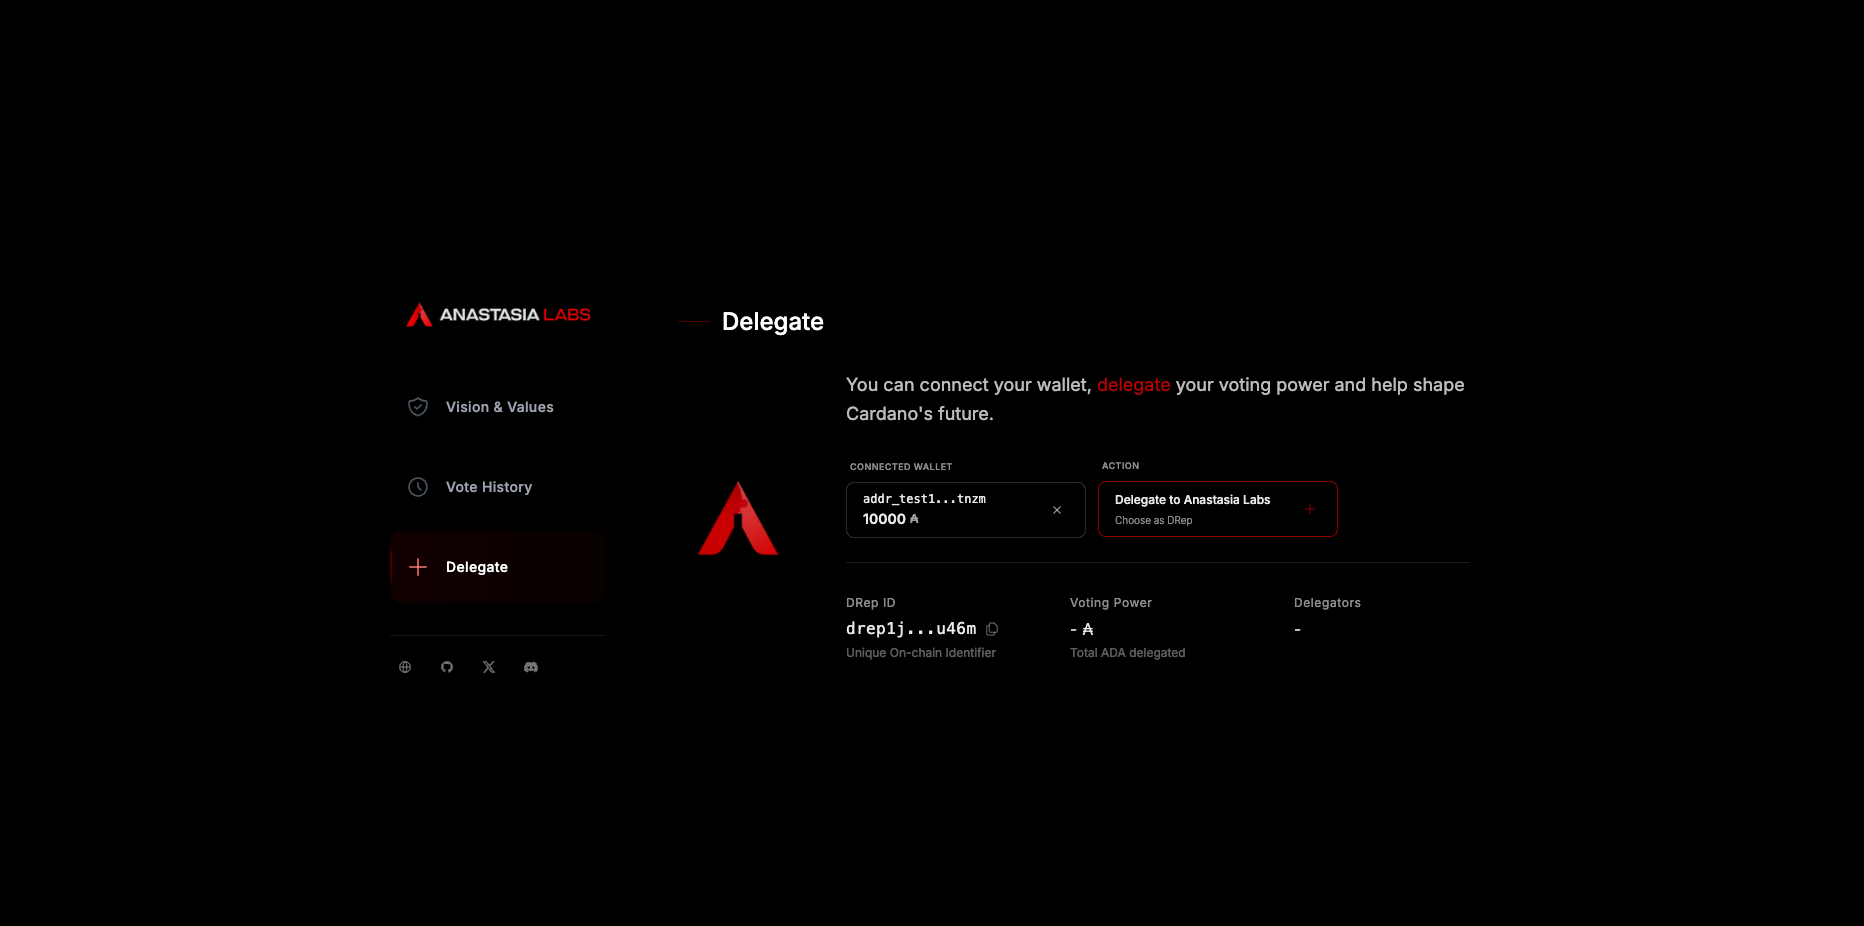 ANASTASIA LABS
Vision & Values
Vote History
Delegate
Delegate
You can connect your wallet, delegate your voting power and help shape
Cardano's future.
CONNECTED WALLET
addr_test1...tnzm
10000 ₳
ACTION
Delegate to Anastasia Labs
Choose as DRep
DRep ID
drep1j...u46m
Unique On-chain Identifier
Voting Power
- ₳
Total ADA delegated
Delegators
-